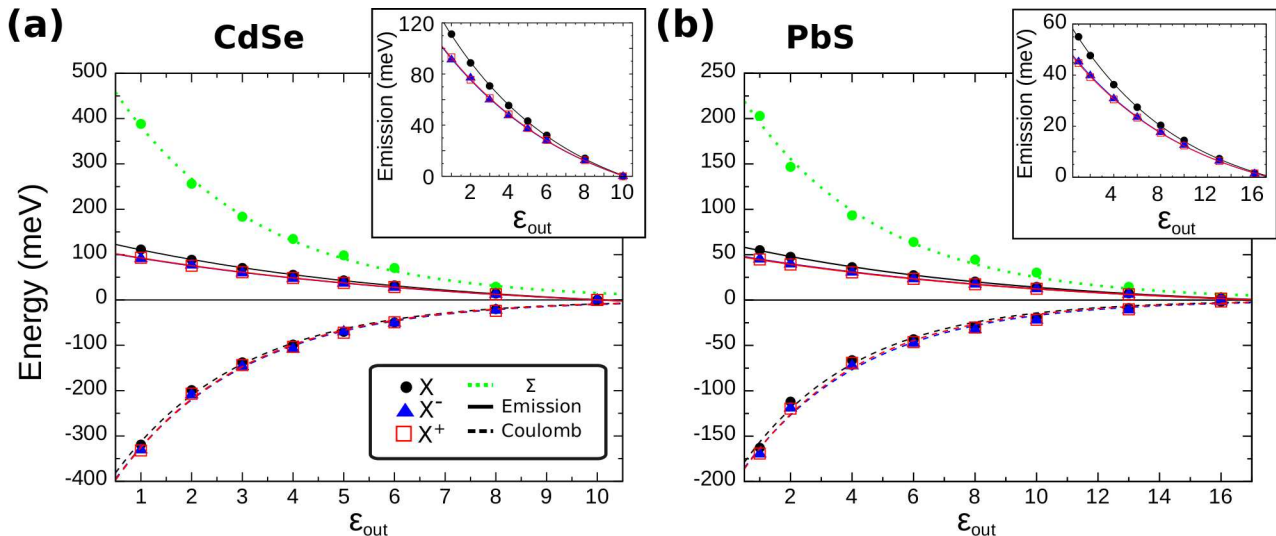 (a)
CdSe
Energy (meV)
500
400
300
200
100
0
-100
-200
-300
-400
1 2 3 4 5 6 7 8 9 10
εout
Emission (meV)
120
80
40
0
2 4 6 8 10
εout
X
X-
X+
Σ
Emission
Coulomb
(b)
PbS
250
200
150
100
50
0
-50
-100
-150
-200
2 4 6 8 10 12 14 16
εout
Emission (meV)
60
40
20
0
4 8 12 16
εout